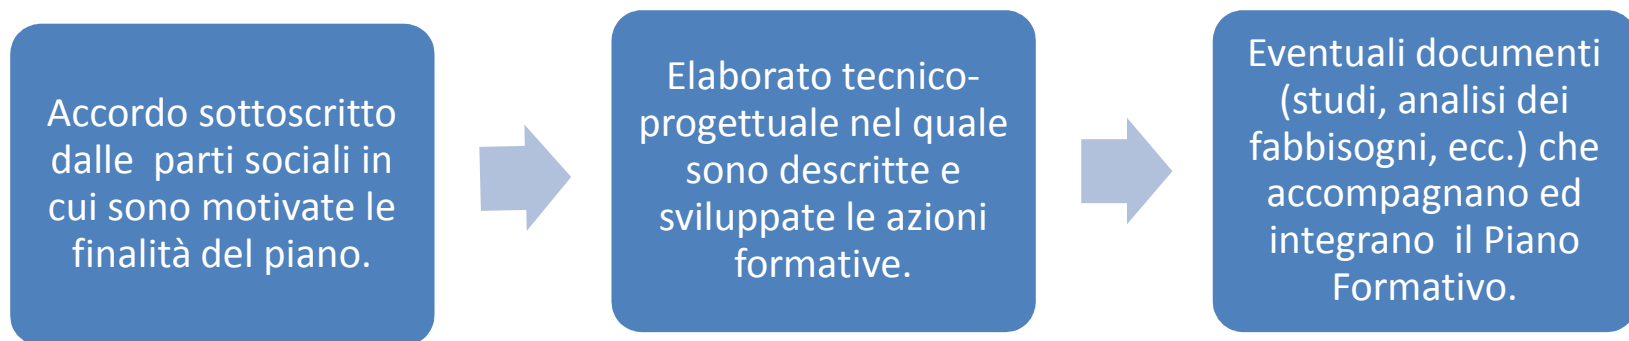 Accordo sottoscritto
dalle parti sociali in
cui sono motivate le
finalità del piano.
Elaborato tecnico-
progettuale nel quale
sono descritte e
sviluppate le azioni
formative.
Eventuali documenti
(studi, analisi dei
fabbisogni, ecc.) che
accompagnano ed
integrano il Piano
Formativo.